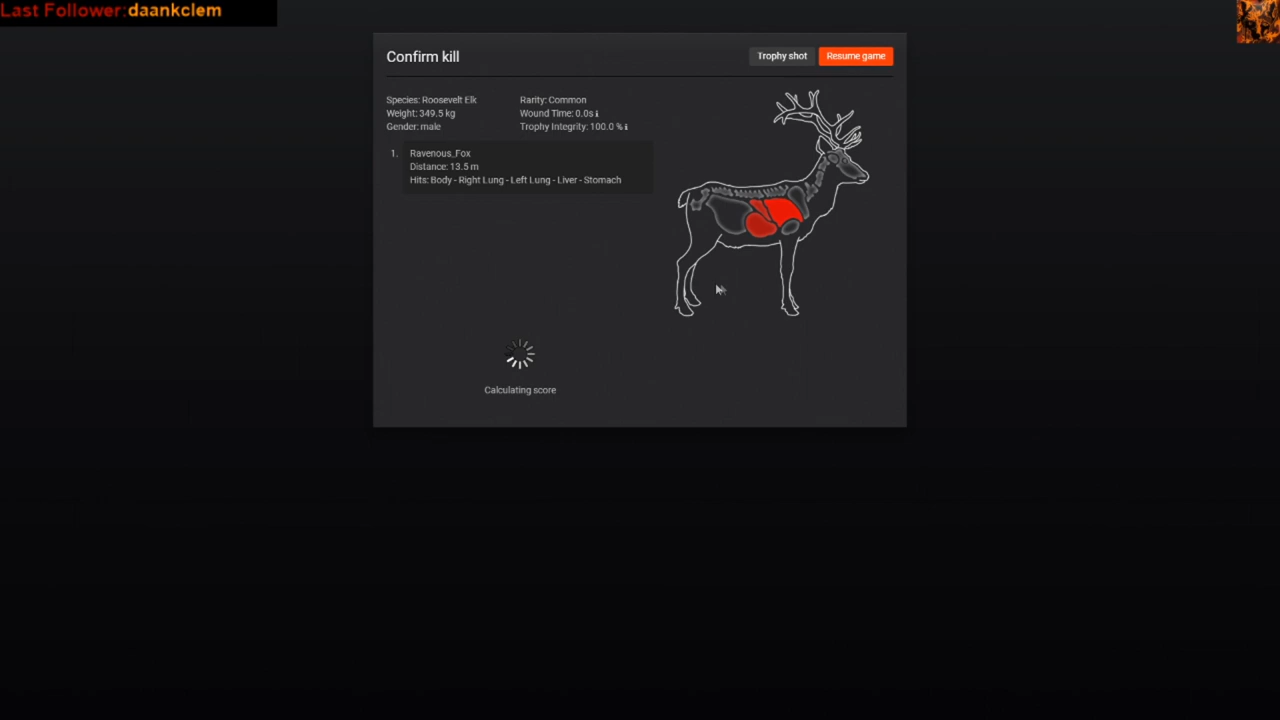 Last Follower:daankclem
Confirm kill
Trophy shot
Resume game
Species: Roosevelt Elk
Rarity: Common
Weight: 349.5 kg
Wound Time: 0.0s i
Gender: male
Trophy Integrity: 100.0 % i
1. Ravenous_Fox
Distance: 13.5 m
Hits: Body - Right Lung - Left Lung - Liver - Stomach
Calculating score